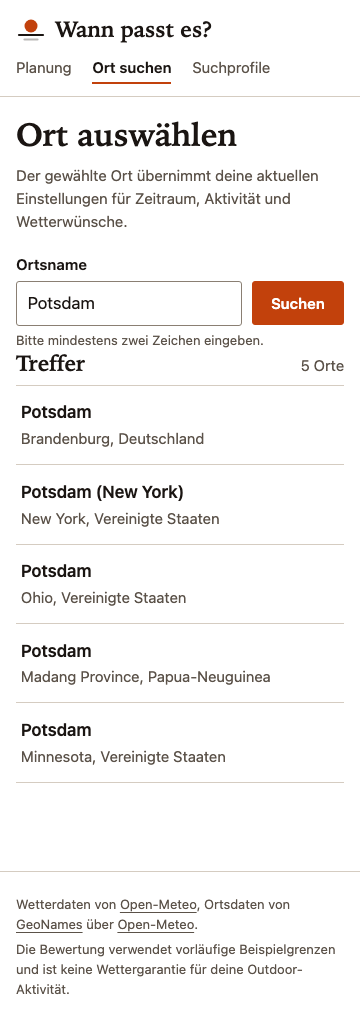 Wann passt es?
Planung Ort suchen Suchprofile
Ort auswählen
Der gewählte Ort übernimmt deine aktuellen
Einstellungen für Zeitraum, Aktivität und
Wetterwünsche.
Ortsname
Potsdam Suchen
Bitte mindestens zwei Zeichen eingeben.
Treffer 5 Orte
Potsdam
Brandenburg, Deutschland
Potsdam (New York)
New York, Vereinigte Staaten
Potsdam
Ohio, Vereinigte Staaten
Potsdam
Madang Province, Papua-Neuguinea
Potsdam
Minnesota, Vereinigte Staaten
Wetterdaten von Open-Meteo, Ortsdaten von
GeoNames über Open-Meteo.
Die Bewertung verwendet vorläufige Beispielgrenzen
und ist keine Wettergarantie für deine Outdoor-
Aktivität.